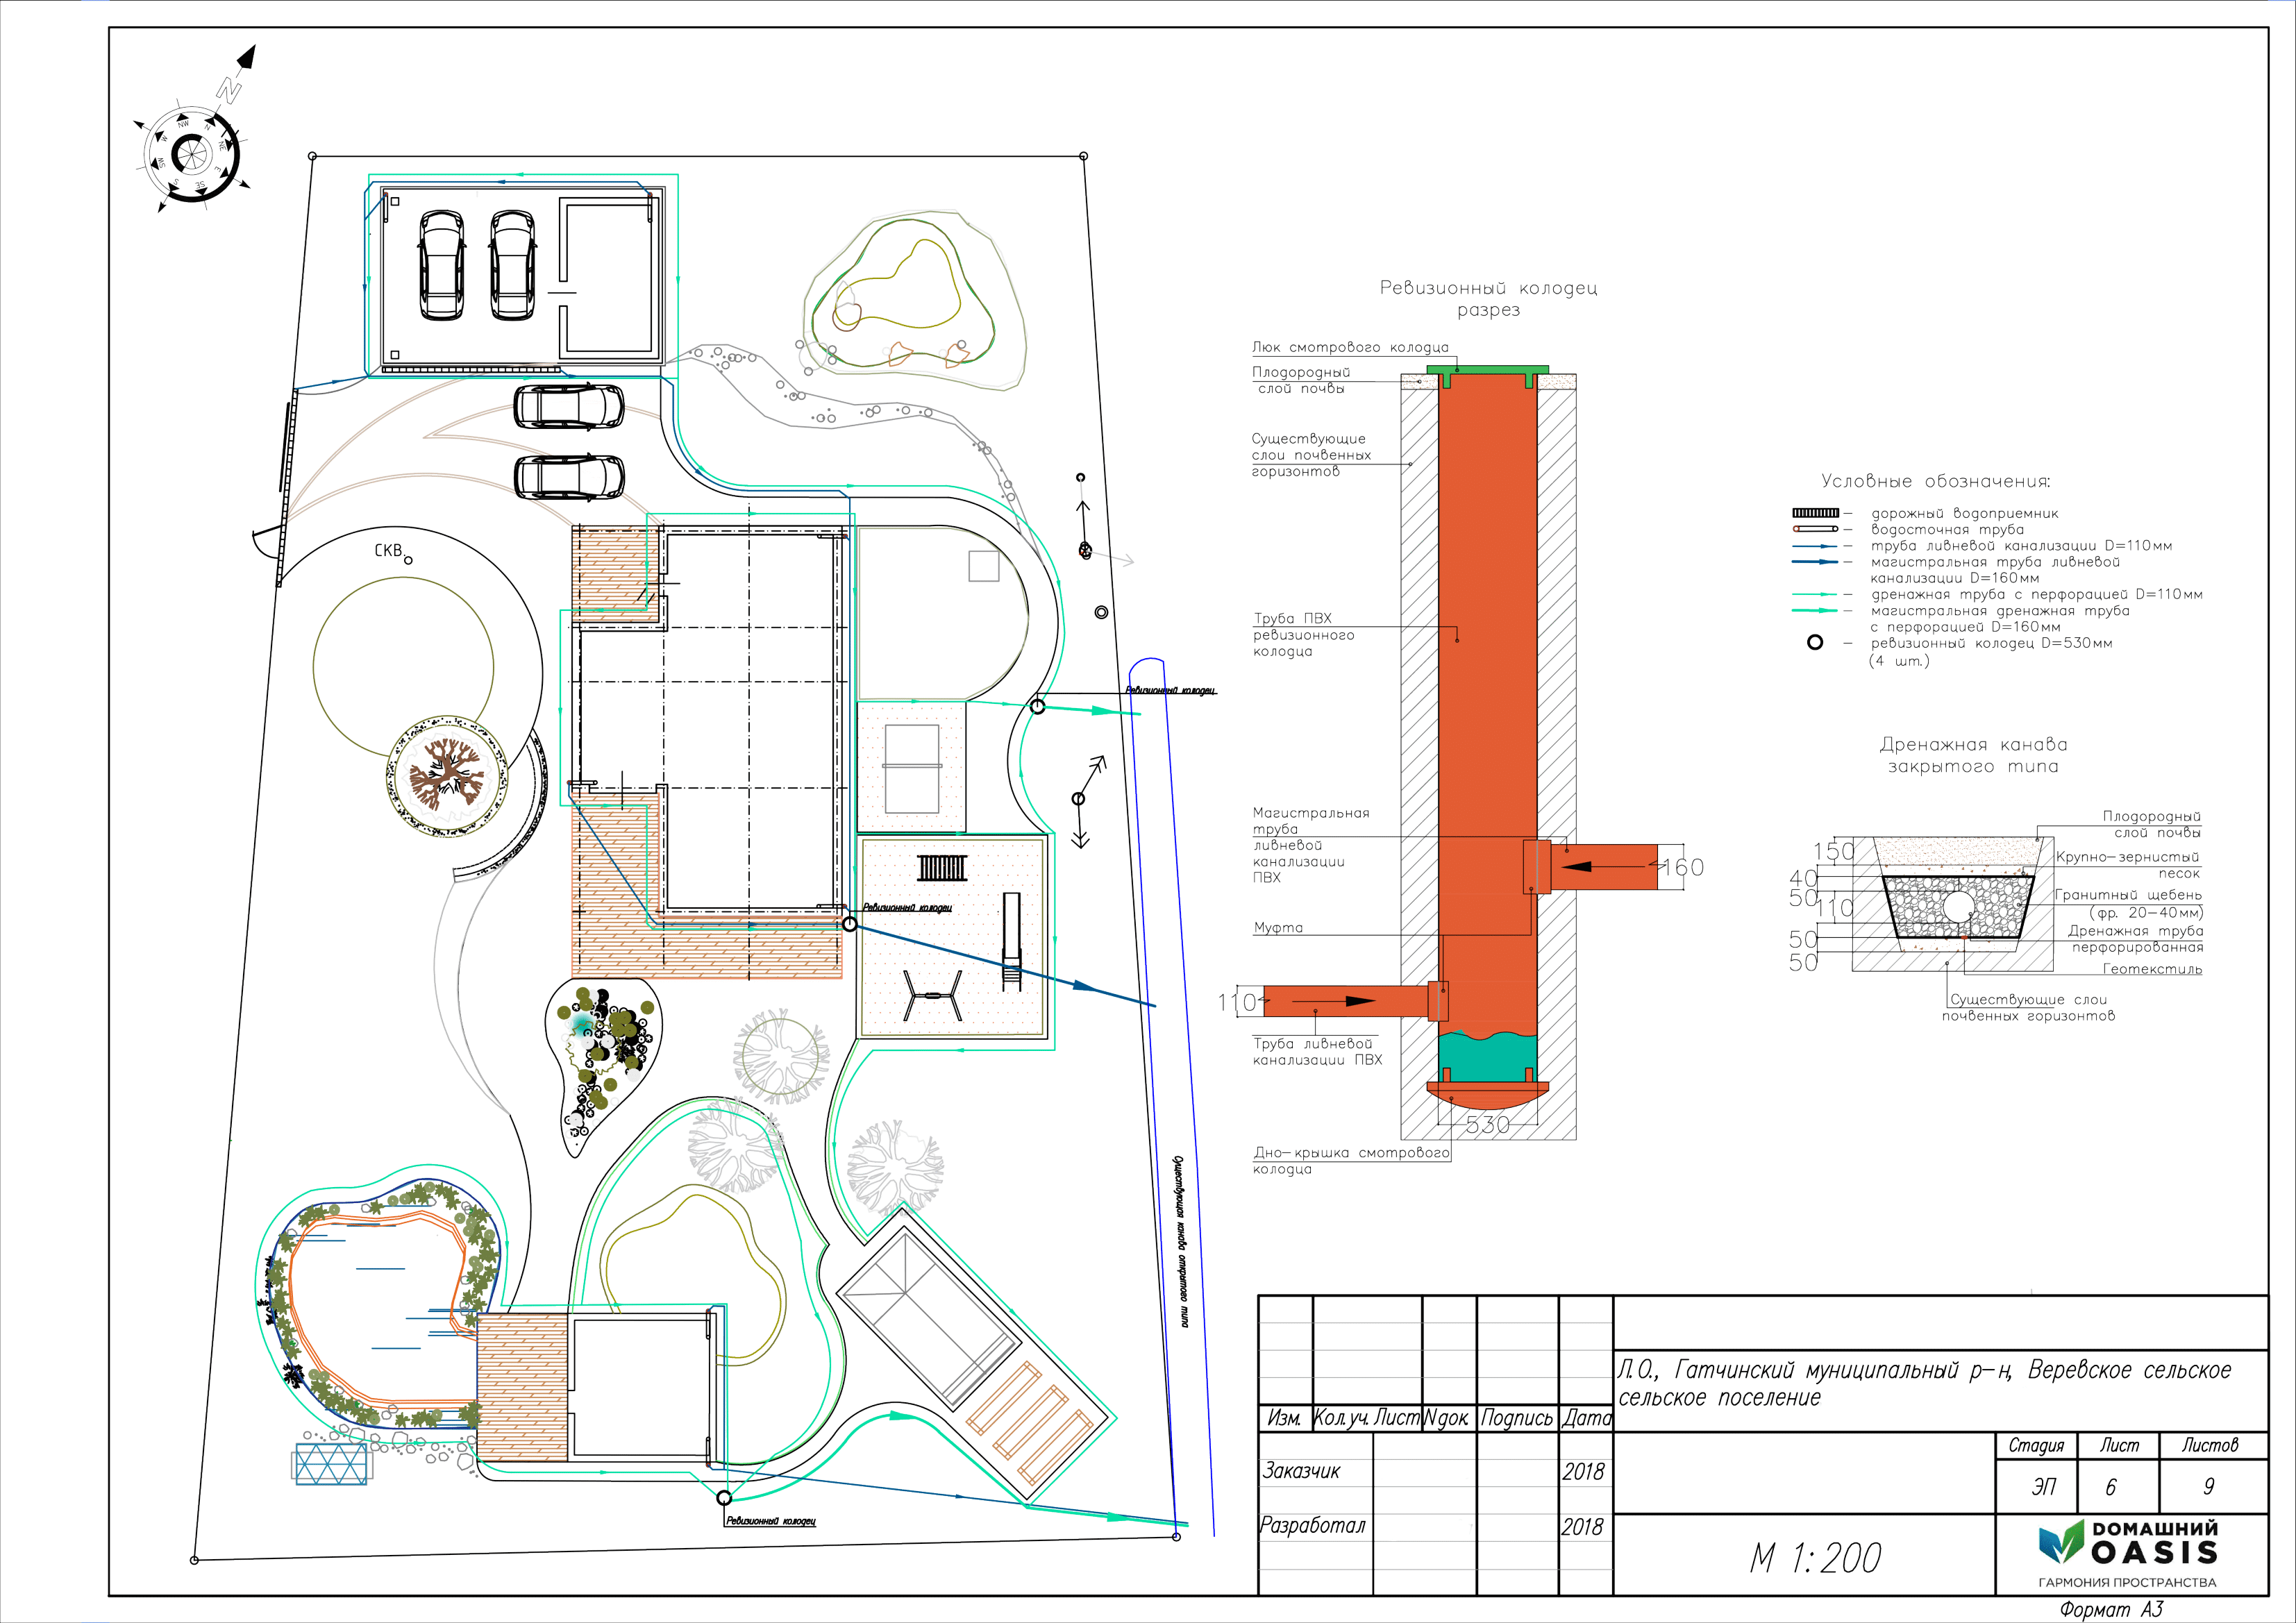 N
NW
N
NE
E
SE
S
SW
W
СКВ.
Ревизионный колодец
Ревизионный колодец
Ревизионный колодец
Существующая канава открытого типа
Ревизионный колодец
разрез
Люк смотрового колодца
Плодородный
слой почвы
Существующие
слои почвенных
горизонтов
Труба ПВХ
ревизионного
колодца
Магистральная
труба
ливневой
канализации
ПВХ
160
Муфта
110
Труба ливневой
канализации ПВХ
530
Дно-крышка смотрового
колодца
Условные обозначения:
– дорожный водоприемник
– водосточная труба
– труба ливневой канализации D=110мм
– магистральная труба ливневой
канализации D=160мм
– дренажная труба с перфорацией D=110мм
– магистральная дренажная труба
с перфорацией D=160мм
– ревизионный колодец D=530мм
(4 шт.)
Дренажная канава
закрытого типа
150
40
50
110
50
50
Плодородный
слой почвы
Крупно-зернистый
песок
Гранитный щебень
(фр. 20-40мм)
Дренажная труба
перфорированная
Геотекстиль
Существующие слои
почвенных горизонтов
Л.О., Гатчинский муниципальный р-н, Веревское сельское
сельское поселение
Изм. Кол.уч. Лист Nдок. Подпись Дата
Стадия Лист Листов
Заказчик 2018
ЭП 6 9
Разработал 2018
М 1:200
DОМАШНИЙ
OASIS
ГАРМОНИЯ ПРОСТРАНСТВА
Формат А3